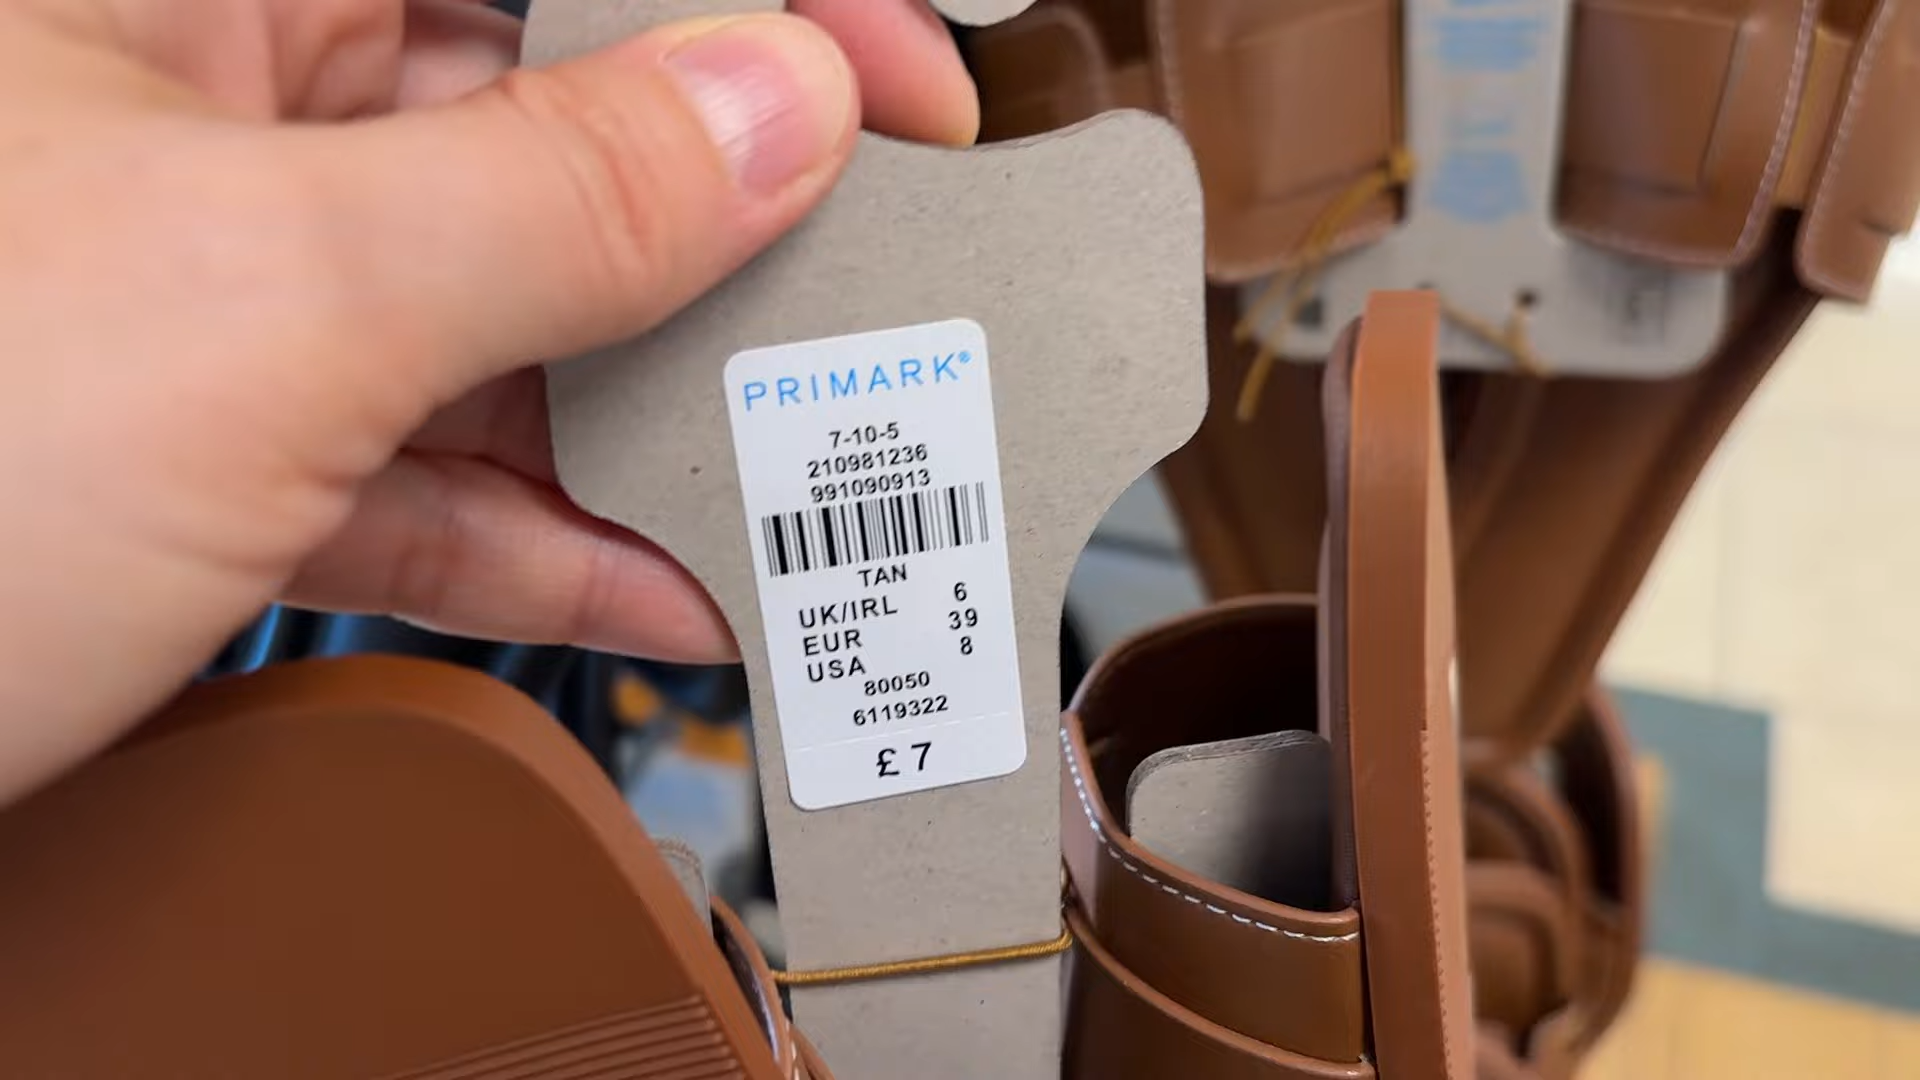 PRIMARK®
7-10-5
210981236
991090913
TAN
UK/IRL 6
EUR 39
USA 8
80050
6119322
£7